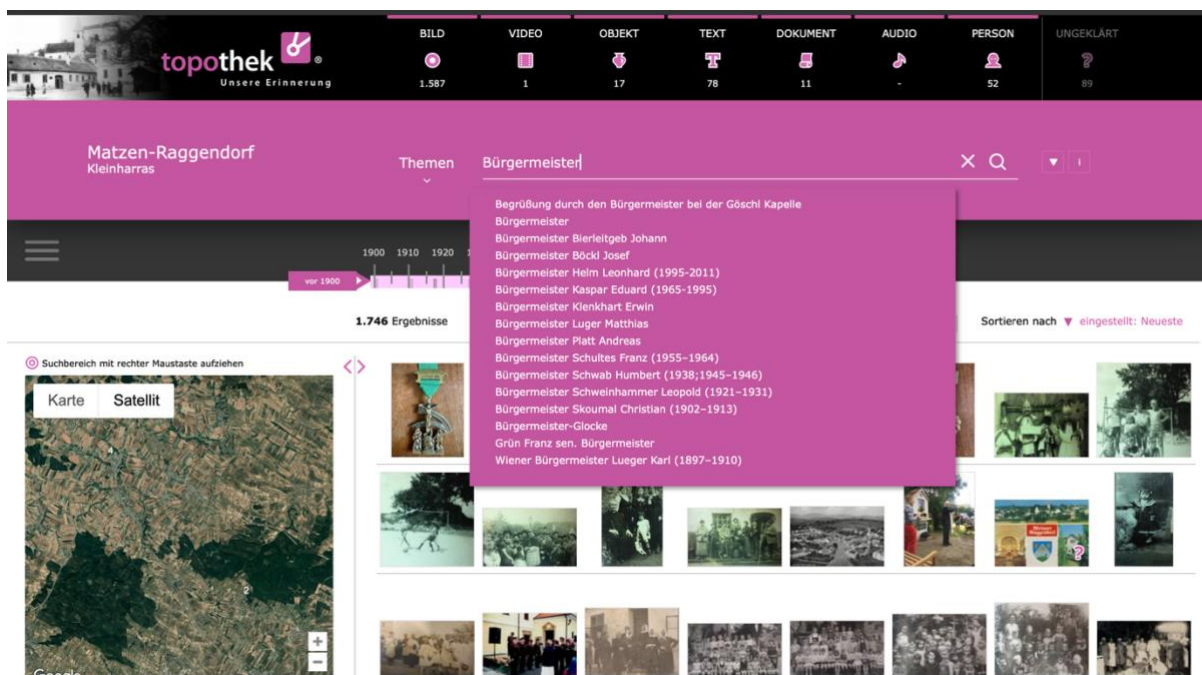 topothek ®
Unsere Erinnerung
BILD VIDEO OBJEKT TEXT DOKUMENT AUDIO PERSON UNGEKLÄRT
1.587 1 17 78 11 - 52 89
Matzen-Raggendorf
Kleinharras
Themen Bürgermeister
Begrüßung durch den Bürgermeister bei der Göschl Kapelle
Bürgermeister
Bürgermeister Bierleitgeb Johann
Bürgermeister Böckl Josef
Bürgermeister Helm Leonhard (1995-2011)
Bürgermeister Kaspar Eduard (1965-1995)
Bürgermeister Klenkhart Erwin
Bürgermeister Luger Matthias
Bürgermeister Platt Andreas
Bürgermeister Schultes Franz (1955–1964)
Bürgermeister Schwab Humbert (1938;1945–1946)
Bürgermeister Schweinhammer Leopold (1921–1931)
Bürgermeister Skoumal Christian (1902–1913)
Bürgermeister-Glocke
Grün Franz sen. Bürgermeister
Wiener Bürgermeister Lueger Karl (1897–1910)
1900 1910 1920
vor 1900
1.746 Ergebnisse
Sortieren nach ▼ eingestellt: Neueste
Suchbereich mit rechter Maustaste aufziehen
Karte Satellit
4
2
+
−
Google